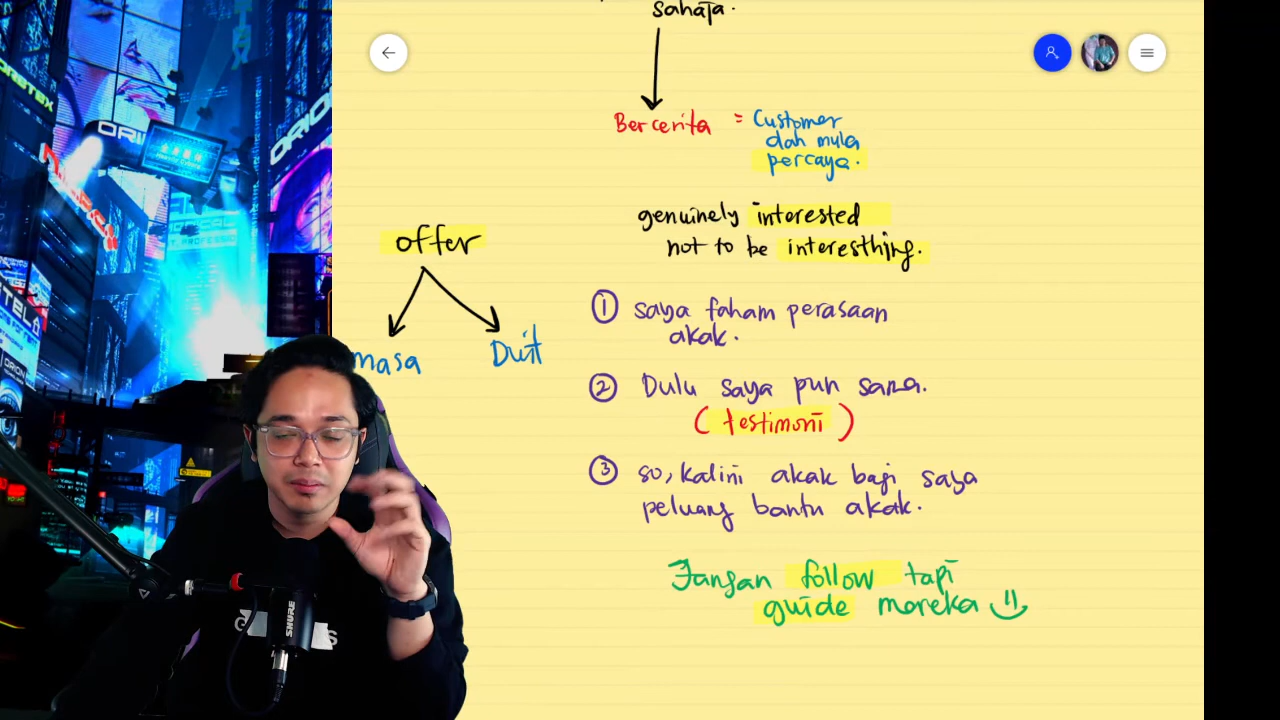 sahaja.
Bercerita = Customer
dah mula
percaya.
genuinely interested
not to be interesthing.
offer
masa
Duit
① saya faham perasaan
akak.
② Dulu saya pun sama.
( testimoni )
③ so, kalini akak bagi saya
peluang bantu akak.
Jangan follow tapi
guide mereka
SHURE